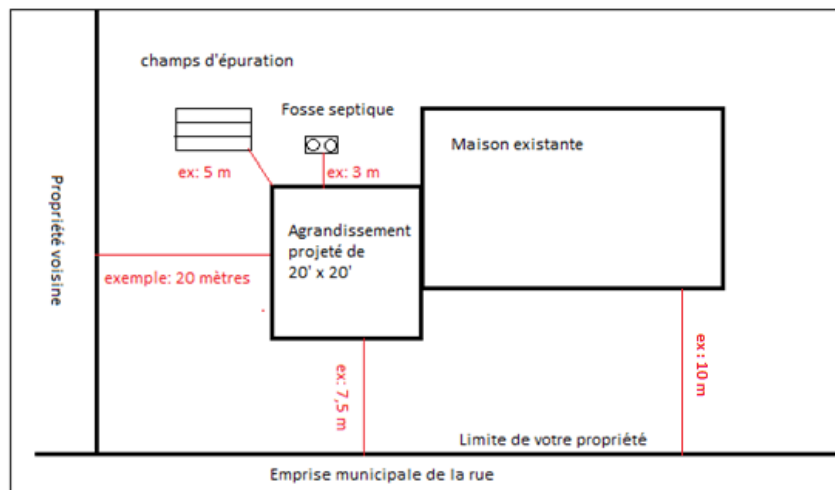 champs d'épuration
Fosse septique
Maison existante
ex: 5 m
ex: 3 m
Propriété voisine
Agrandissement
projeté de
20' x 20'
exemple: 20 mètres
ex: 7,5 m
ex : 10 m
Limite de votre propriété
Emprise municipale de la rue